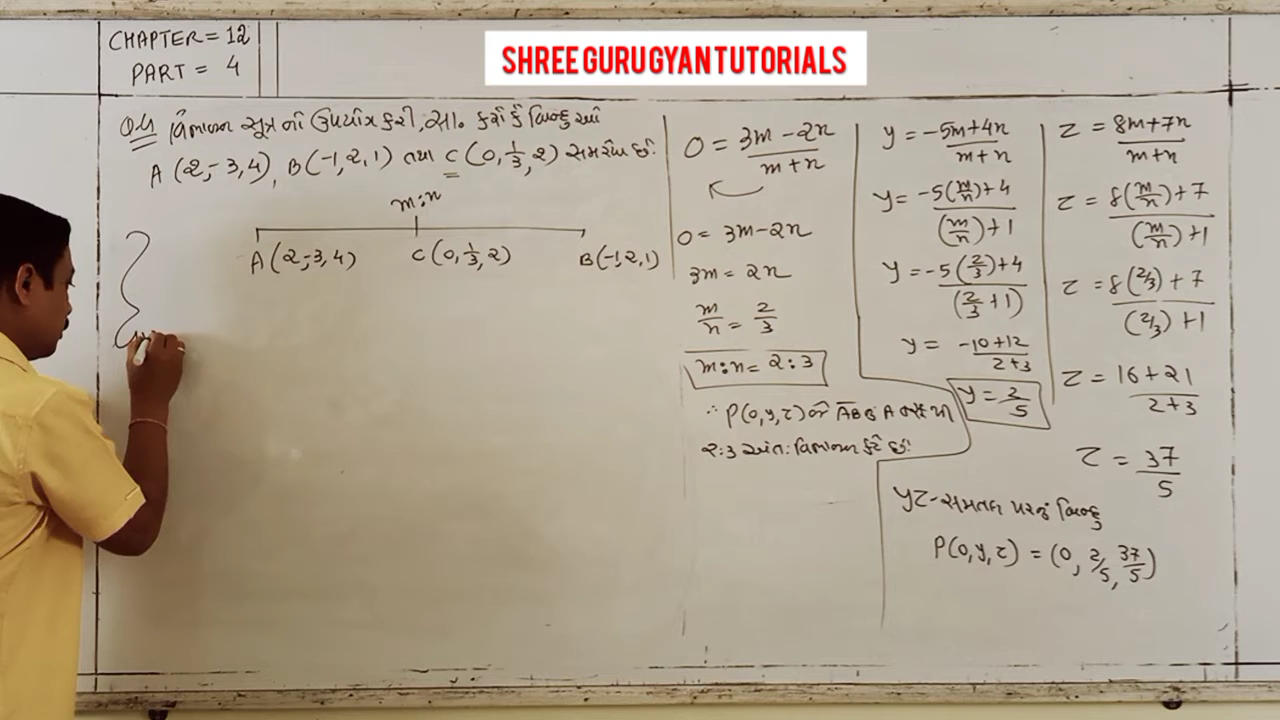 CHAPTER = 12
PART = 4
SHREE GURU GYAN TUTORIALS
Q.4 વિભાજન સૂત્ર નો ઉપયોગ કરી, સા. કરો કે બિન્દુઓ
A (2,-3,4), B(-1,2,1) તથા C (0,1/3,2) સમરેખ છે.
m:n
A (2,-3,4) C(0,1/3,2) B(-1,2,1)
0 = (3m-2n)/(m+n)
0 = 3m-2n
3m = 2n
m/n = 2/3
m:n = 2:3
∴ P(0,y,z) એ AB નું A તરફથી
2:3 અંત:વિભાજન કરે છે.
y = (-5m+4n)/(m+n)
y = (-5(m/n)+4)/((m/n)+1)
y = (-5(2/3)+4)/(2/3+1)
y = (-10+12)/(2+3)
y = 2/5
z = (8m+7n)/(m+n)
z = (8(m/n)+7)/((m/n)+1)
z = (8(2/3)+7)/((2/3)+1)
z = (16+21)/(2+3)
z = 37/5
yz-સમતલ પરનું બિન્દુ
P(0,y,z) = (0, 2/5, 37/5)